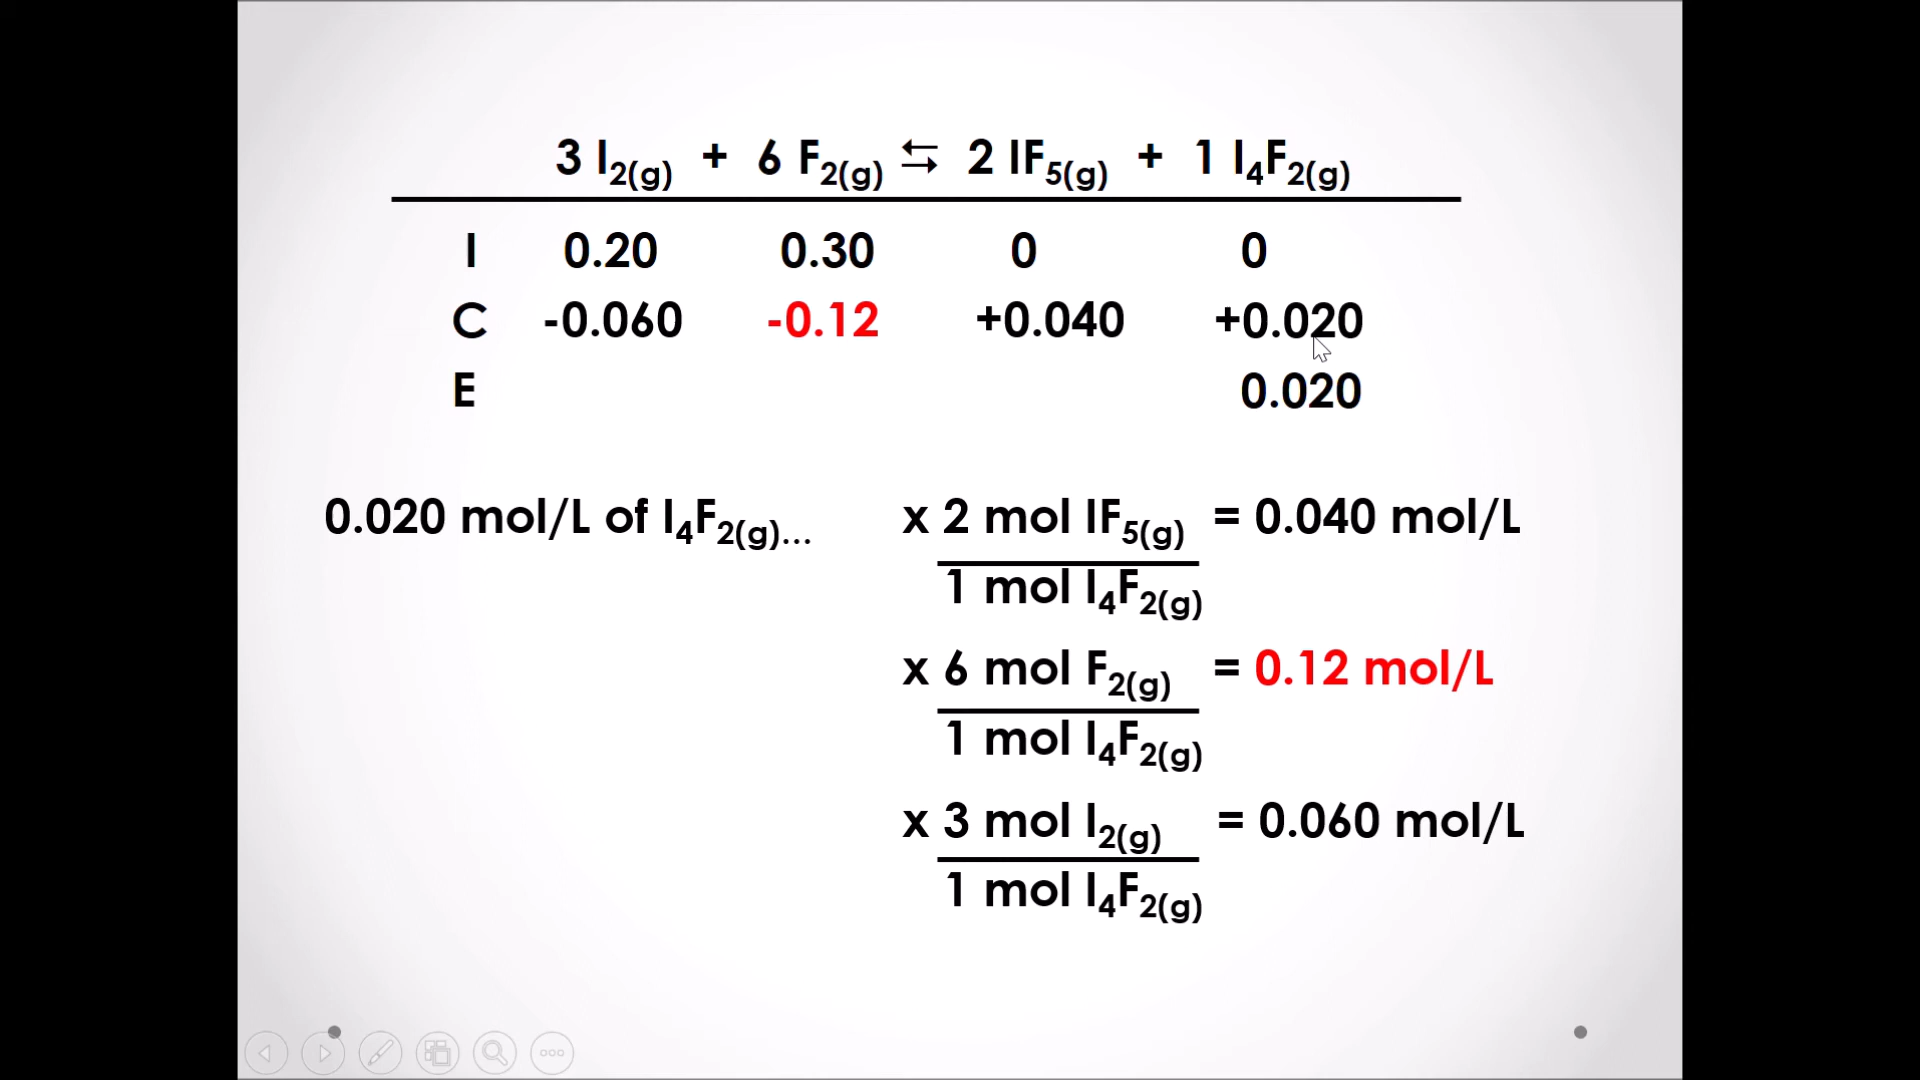 3 I₂(g) + 6 F₂(g) ⇆ 2 IF₅(g) + 1 I₄F₂(g)
I 0.20 0.30 0 0
C -0.060 -0.12 +0.040 +0.020
E 0.020
0.020 mol/L of I₄F₂(g)... x 2 mol IF₅(g) = 0.040 mol/L
1 mol I₄F₂(g)
x 6 mol F₂(g) = 0.12 mol/L
1 mol I₄F₂(g)
x 3 mol I₂(g) = 0.060 mol/L
1 mol I₄F₂(g)